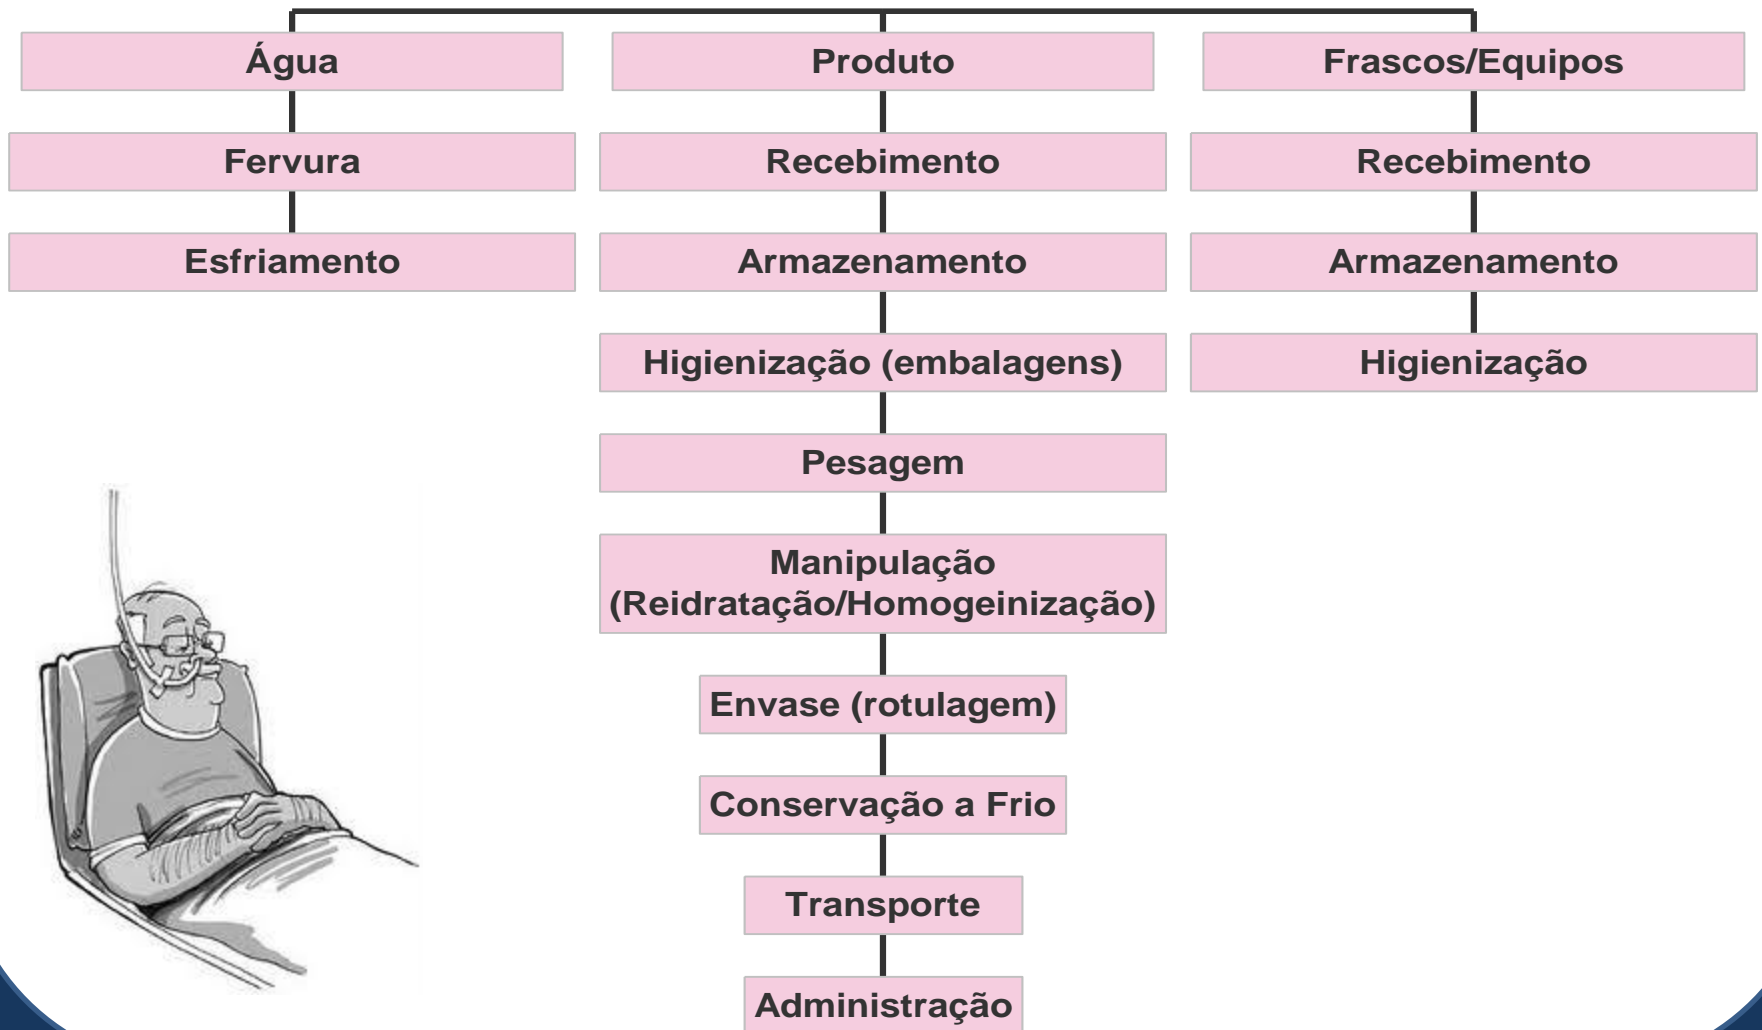 Água
Produto
Frascos/Equipos
Fervura
Recebimento
Recebimento
Esfriamento
Armazenamento
Armazenamento
Higienização (embalagens)
Higienização
Pesagem
Manipulação
(Reidratação/Homogeinização)
Envase (rotulagem)
Conservação a Frio
Transporte
Administração